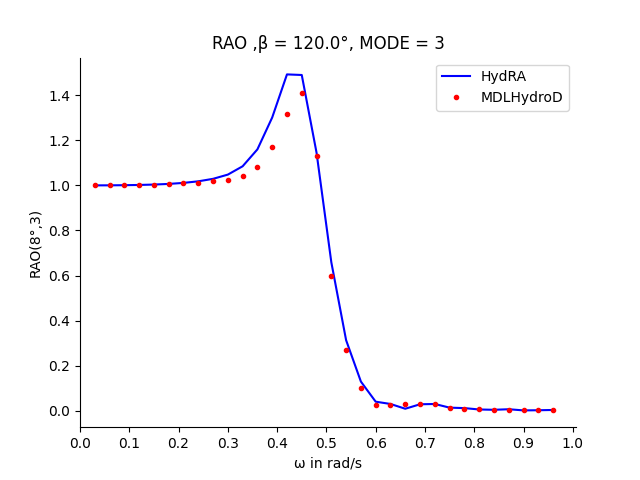 RAO ,β = 120.0°, MODE = 3
HydRA
MDLHydroD
RAO(8°,3)
1.4
1.2
1.0
0.8
0.6
0.4
0.2
0.0
0.0 0.1 0.2 0.3 0.4 0.5 0.6 0.7 0.8 0.9 1.0
ω in rad/s